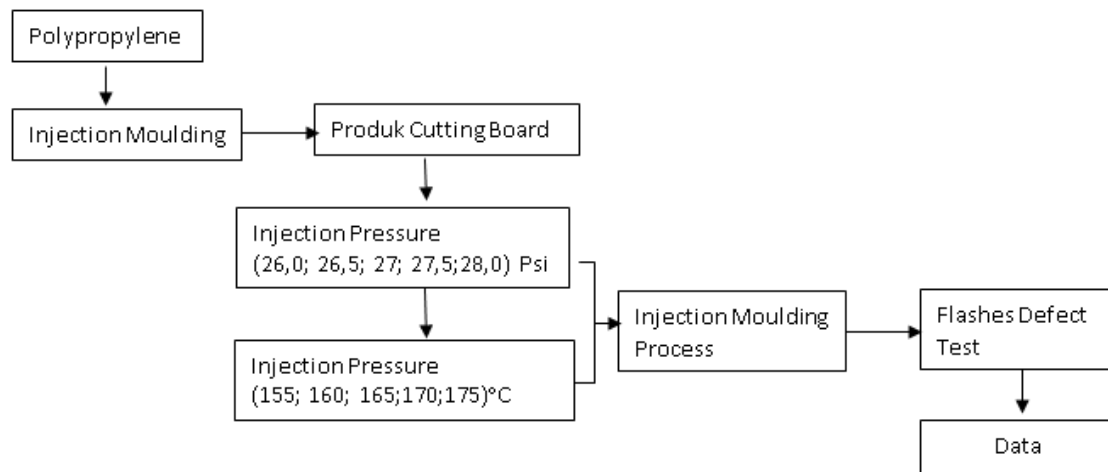 Polypropylene
Injection Moulding
Produk Cutting Board
Injection Pressure
(26,0; 26,5; 27; 27,5;28,0) Psi
Injection Pressure
(155; 160; 165;170;175)°C
Injection Moulding
Process
Flashes Defect
Test
Data